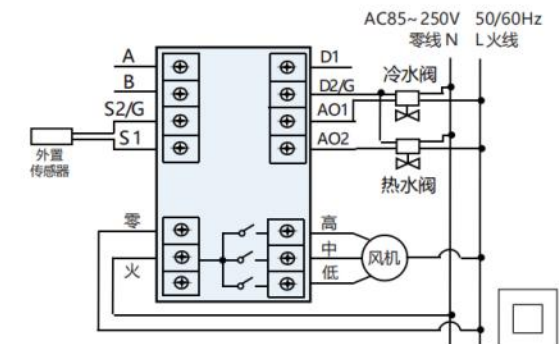 AC85~250V 50/60Hz
零线 N L 火线
A
B
S2/G
S1
外置
传感器
D1
D2/G
AO1
AO2
冷水阀
热水阀
零
火
高
中
低
风机